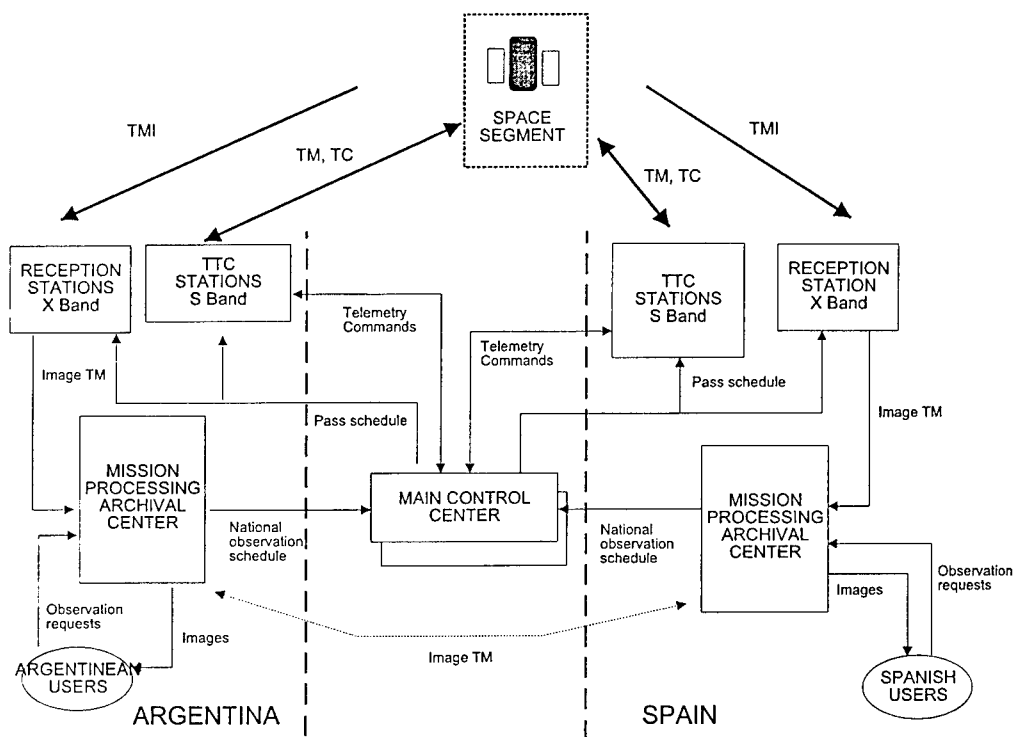 SPACE
SEGMENT
TMI
TM, TC
TMI
TM, TC
RECEPTION
STATIONS
X Band
TTC
STATIONS
S Band
TTC
STATIONS
S Band
RECEPTION
STATION
X Band
Telemetry
Commands
Telemetry
Commands
Image TM
Pass schedule
Pass schedule
Image TM
MISSION
PROCESSING
ARCHIVAL
CENTER
MAIN CONTROL
CENTER
MISSION
PROCESSING
ARCHIVAL
CENTER
National
observation
schedule
National
observation
schedule
Observation
requests
Images
Image TM
Images
Observation
requests
ARGENTINEAN
USERS
SPANISH
USERS
ARGENTINA
SPAIN